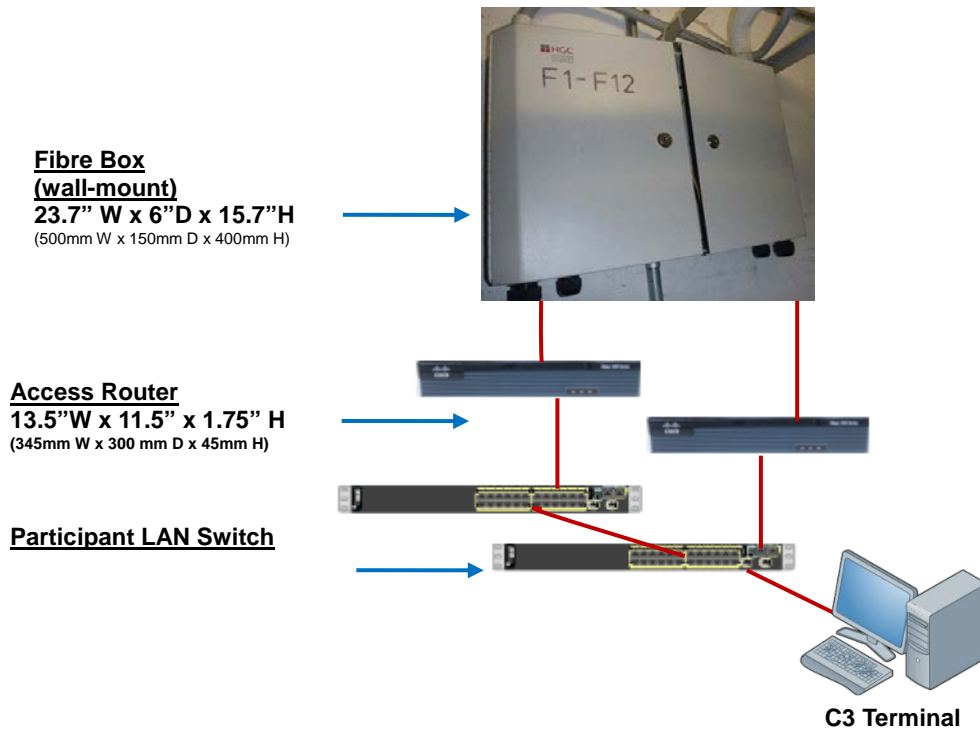 HGC
F1-F12
Fibre Box
(wall-mount)
23.7” W x 6”D x 15.7”H
(500mm W x 150mm D x 400mm H)
Access Router
13.5”W x 11.5” x 1.75” H
(345mm W x 300 mm D x 45mm H)
Participant LAN Switch
C3 Terminal